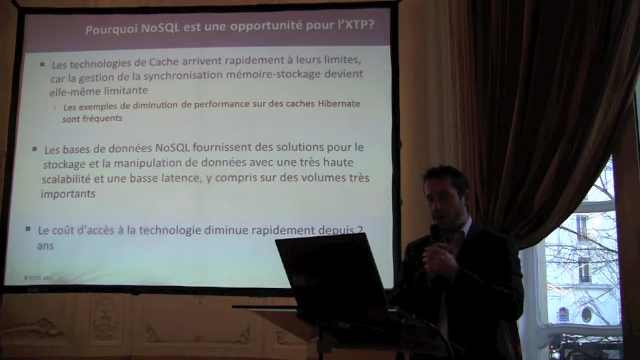 Pourquoi NoSQL est une opportunité pour l'XTP?
Les technologies de Cache arrivent rapidement à leurs limites,
car la gestion de la synchronisation mémoire-stockage devient
elle-même limitante
Les exemples de diminution de performance sur des caches Hibernate
sont fréquents
Les bases de données NoSQL fournissent des solutions pour le
stockage et la manipulation de données avec une très haute
scalabilité et une basse latence, y compris sur des volumes très
importants
Le coût d'accès à la technologie diminue rapidement depuis 2
ans